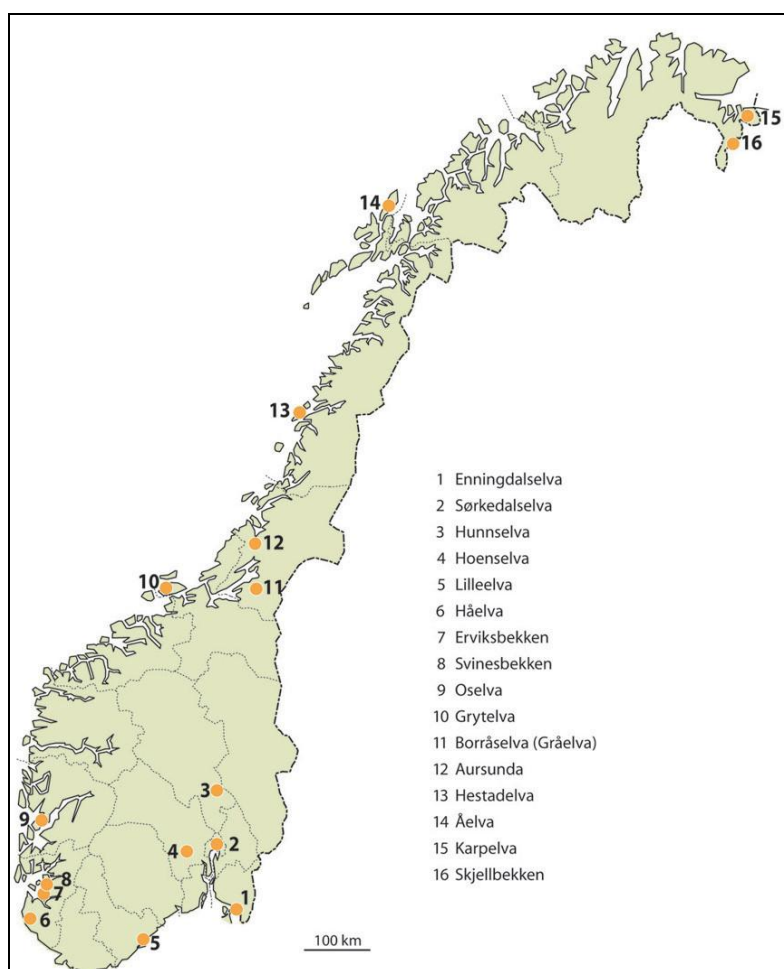 15
16
14
13
12
10
11
3
9
2
4
8
7
1
6
5
100 km
1 Enningdalselva
2 Sørkedalselva
3 Hunnselva
4 Hoenselva
5 Lilleelva
6 Håelva
7 Erviksbekken
8 Svinesbekken
9 Oselva
10 Grytelva
11 Borråselva (Gråelva)
12 Aursunda
13 Hestadelva
14 Åelva
15 Karpelva
16 Skjellbekken